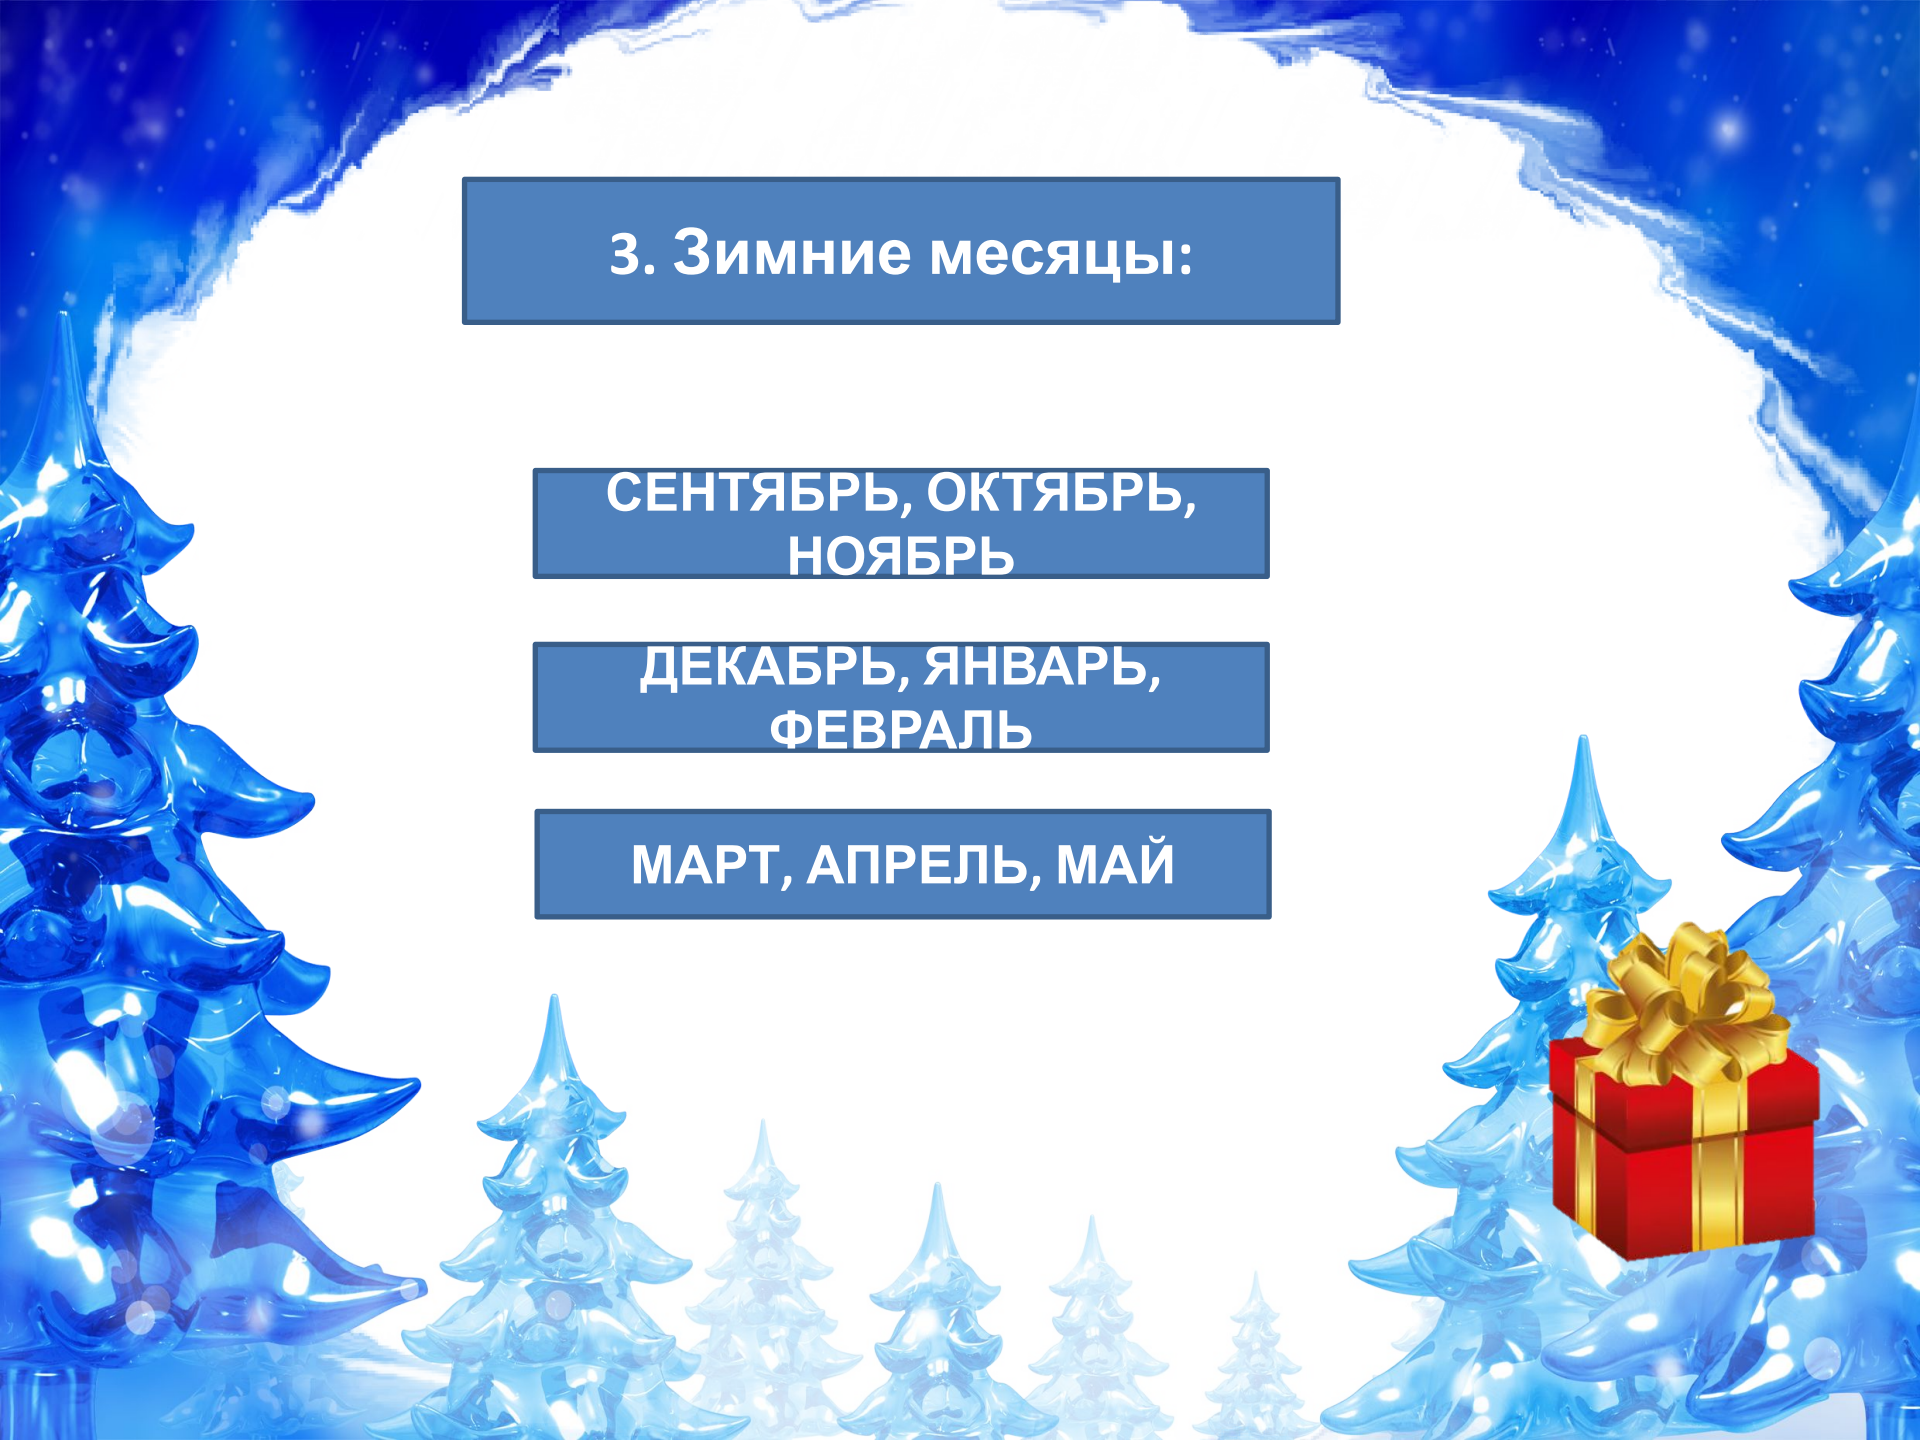 3. Зимние месяцы:
СЕНТЯБРЬ, ОКТЯБРЬ,
НОЯБРЬ
ДЕКАБРЬ, ЯНВАРЬ,
ФЕВРАЛЬ
МАРТ, АПРЕЛЬ, МАЙ